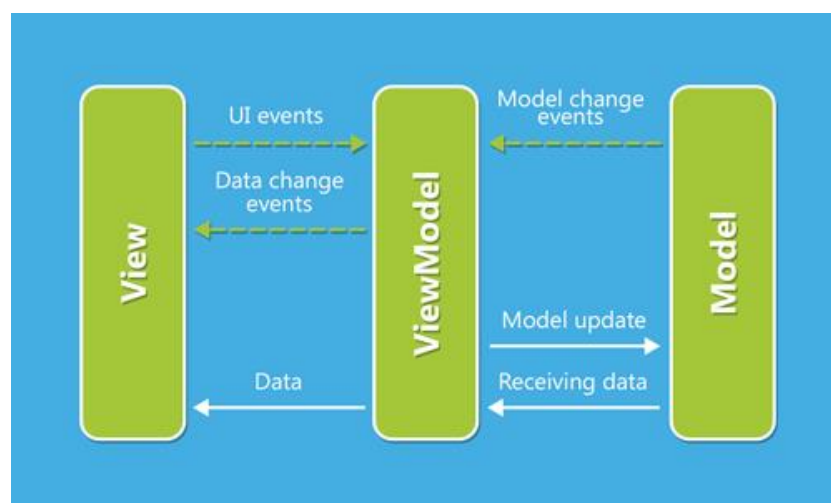 View
UI events
Data change
events
Data
ViewModel
Model change
events
Model update
Receiving data
Model